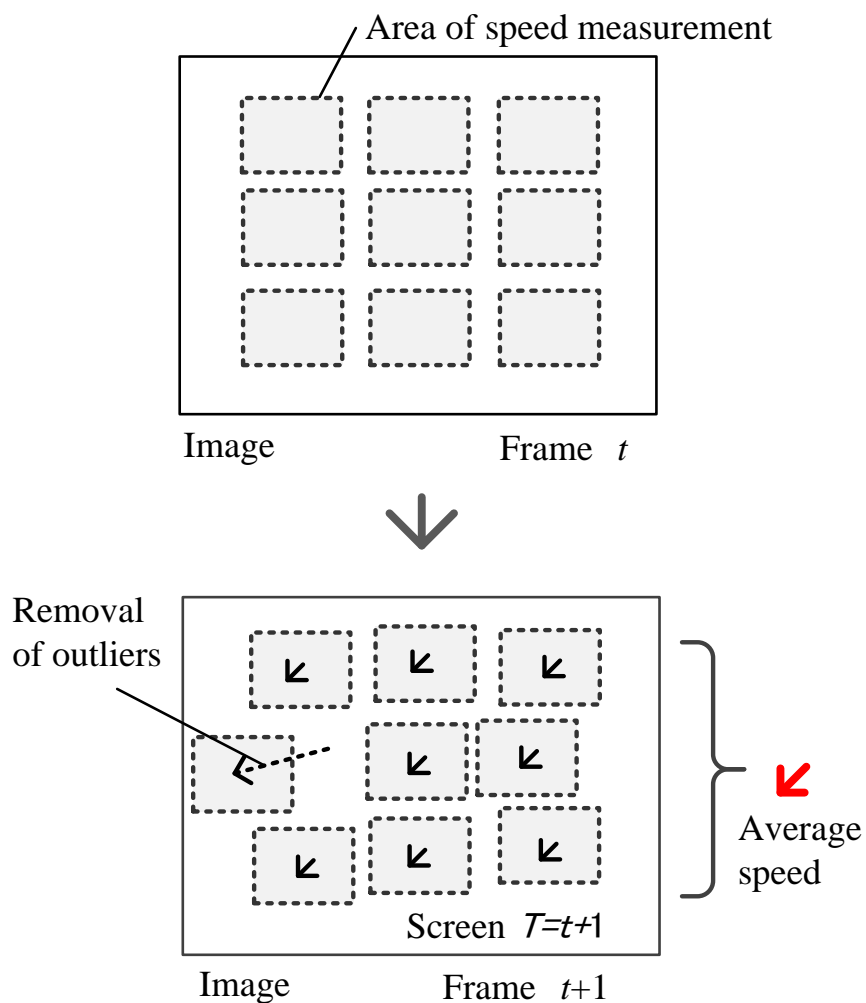 Area of speed measurement
Image
Frame t
Removal
of outliers
Average
speed
Screen T=t+1
Image
Frame t+1